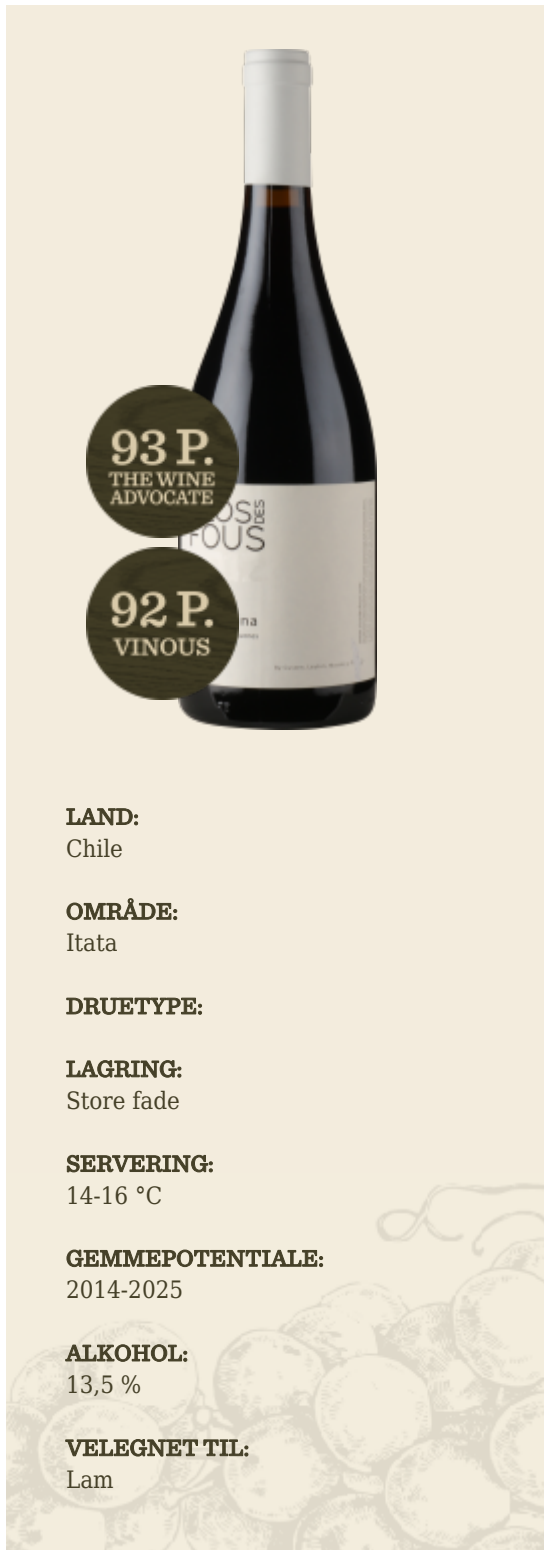 93 P.
THE WINE
ADVOCATE
DES
FOUS
92 P.
VINOUS
LAND:
Chile
OMRÅDE:
Itata
DRUETYPE:
LAGRING:
Store fade
SERVERING:
14-16 °C
GEMMEPOTENTIALE:
2014-2025
ALKOHOL:
13,5 %
VELEGNET TIL:
Lam